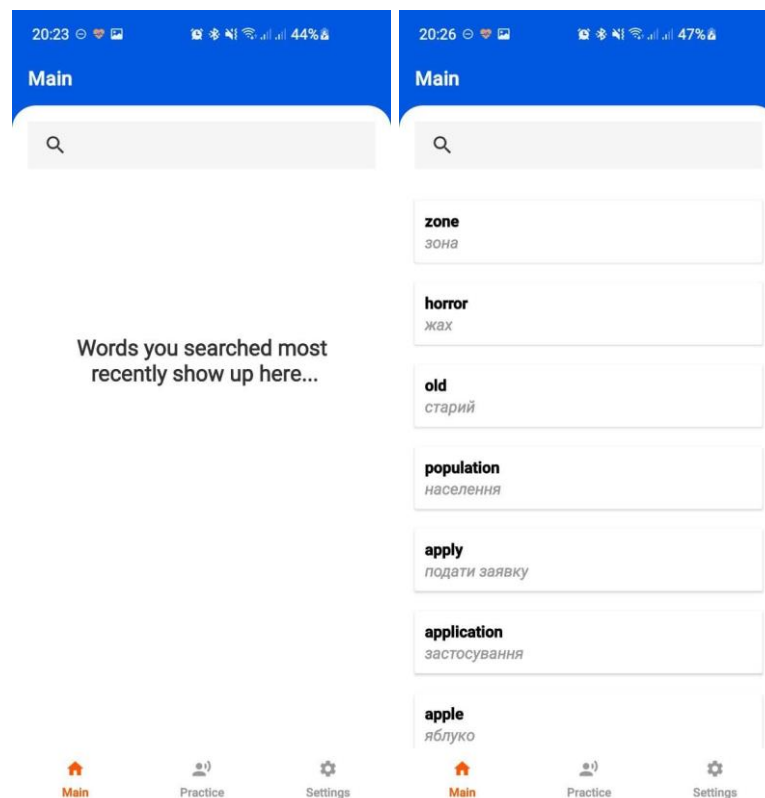 20:23 44%
Main
Words you searched most
recently show up here...
Main Practice Settings
20:26 47%
Main
zone
зона
horror
жах
old
старий
population
населення
apply
подати заявку
application
застосування
apple
яблуко
Main Practice Settings